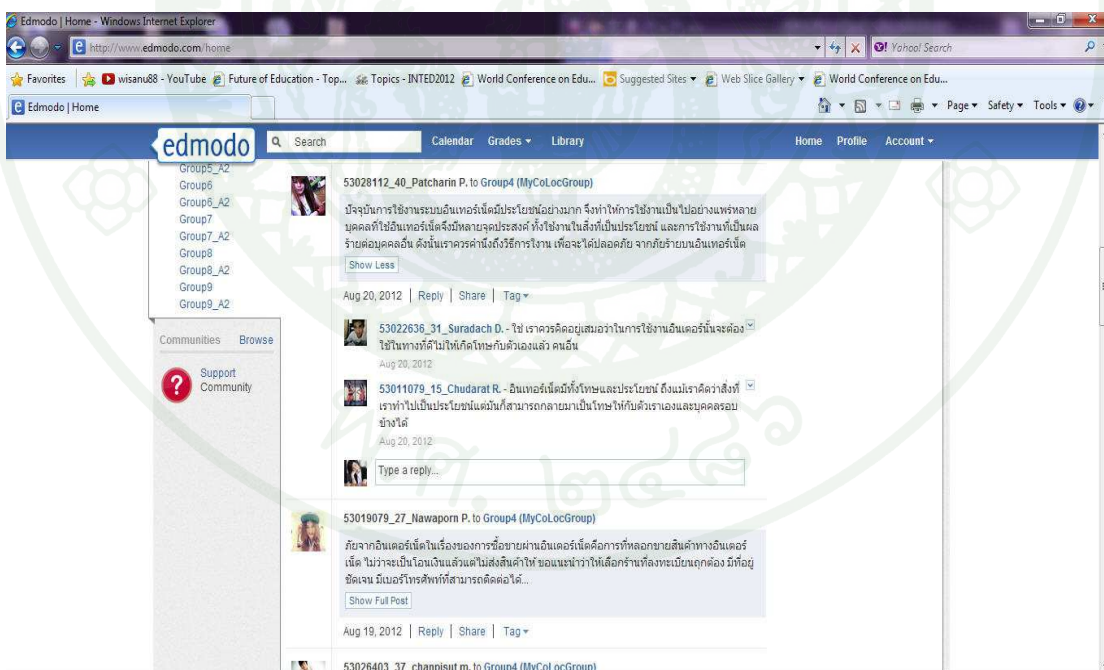 Edmodo | Home - Windows Internet Explorer
http://www.edmodo.com/home
Yahoo! Search
Favorites wisanu88 - YouTube Future of Education - Top... Topics - INTED2012 World Conference on Edu... Suggested Sites Web Slice Gallery World Conference on Edu...
Edmodo | Home
Page Safety Tools
edmodo Search Calendar Grades Library Home Profile Account
Group5_A2
Group6
Group6_A2
Group7
Group7_A2
Group8
Group8_A2
Group9
Group9_A2
Communities Browse
Support
Community
53028112_40_Patcharin P. to Group4 (MyCoLocGroup)
ปัจจุบันการใช้งานระบบอินเทอร์เน็ตมีประโยชน์อย่างมาก จึงทำให้การใช้งานเป็นไปอย่างแพร่หลาย
บุคคลที่ใช้อินเทอร์เน็ตจึงมีหลายจุดประสงค์ ทั้งใช้งานในสิ่งที่เป็นประโยชน์ และการใช้งานที่เป็นผล
ร้ายต่อบุคคลอื่น ดังนั้นเราควรคำนึงถึงวิธีการใงาน เพื่อจะได้ปลอดภัย จากภัยร้ายบนอินเทอร์เน็ต
Show Less
Aug 20, 2012 | Reply | Share | Tag
53022636_31_Suradach D. - ใช่ เราควรคิดอยู่เสมอว่าในการใช้งานอินเตอร์นั้นจะต้อง
ใช้ในทางที่ดีไม่ให้เกิดโทษกับตัวเองแล้ว คนอื่น
Aug 20, 2012
53011079_15_Chudarat R. - อินเทอร์เน็ตมีทั้งโทษและประโยชน์ ถึงแม้เราคิดว่าสิ่งที่
เราทำไปเป็นประโยชน์แต่มันก็สามารถกลายมาเป็นโทษให้กับตัวเราเองและบุคคลรอบ
ข้างได้
Aug 20, 2012
Type a reply...
53019079_27_Nawaporn P. to Group4 (MyCoLocGroup)
ภัยจากอินเตอร์เน็ตในเรื่องของการซื้อขายผ่านอินเตอร์เน็ตคือการที่หลอกขายสินค้าทางอินเตอร์
เน็ต ไม่ว่าจะเป็นโอนเงินแล้วแต่ไม่ส่งสินค้าให้ ขอแนะนำว่าให้เลือกร้านที่ลงทะเบียนถูกต้อง มีที่อยู่
ชัดเจน มีเบอร์โทรศัพท์ที่สามารถติดต่อได้...
Show Full Post
Aug 19, 2012 | Reply | Share | Tag
53026403_37_chanpisut m. to Group4 (MyCoLocGroup)